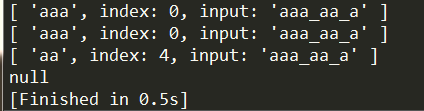 [ 'aaa', index: 0, input: 'aaa_aa_a' ]
[ 'aaa', index: 0, input: 'aaa_aa_a' ]
[ 'aa', index: 4, input: 'aaa_aa_a' ]
null
[Finished in 0.5s]